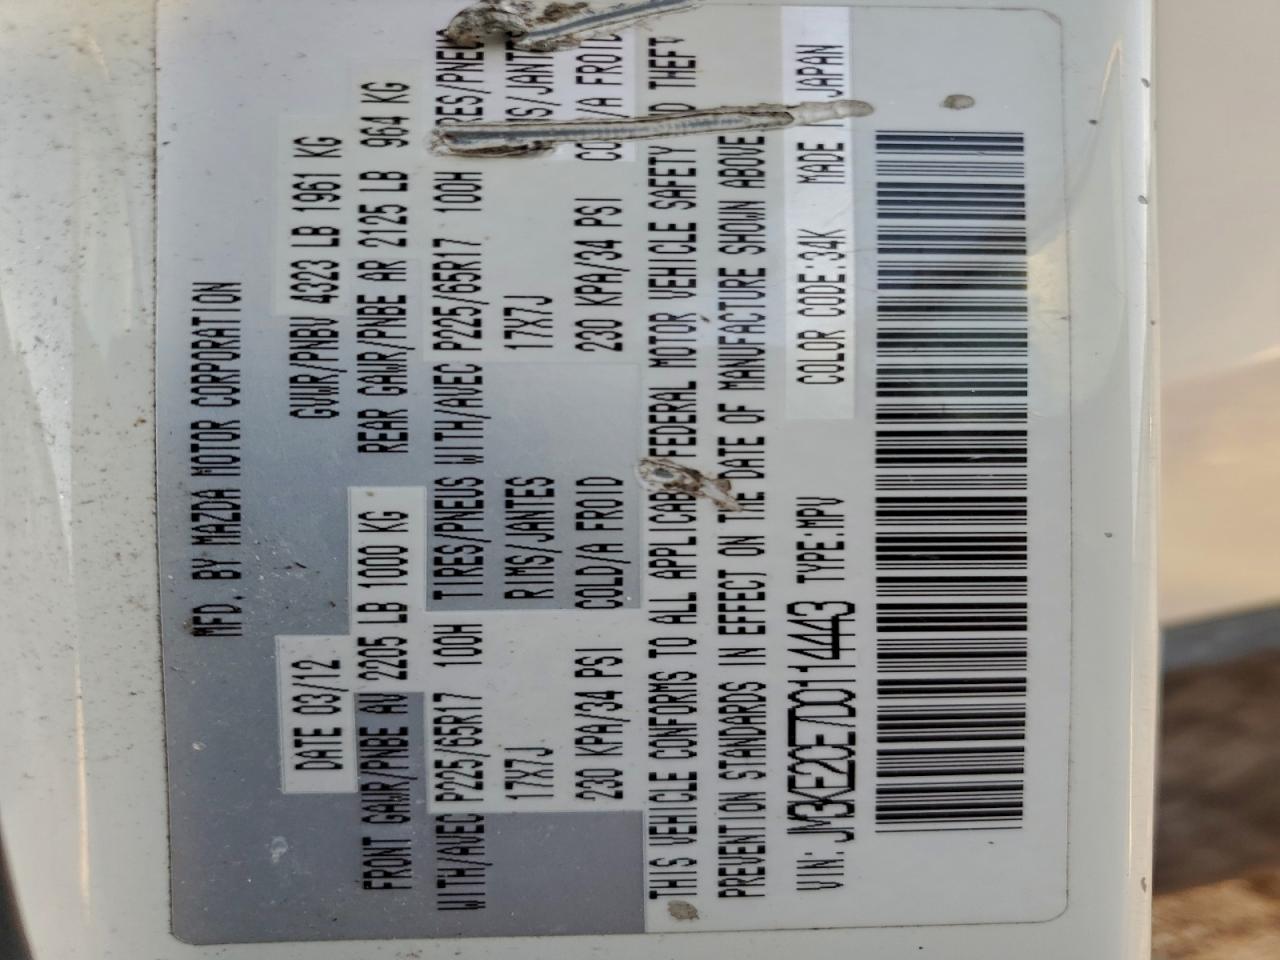 MFD. BY MAZDA MOTOR CORPORATION
DATE 03/12 GVWR/PNBV 4323 LB 1961 KG
FRONT GAWR/PNBE AV 2205 LB 1000 KG REAR GAWR/PNBE AR 2125 LB 964 KG
WITH/AVEC P225/65R17 100H TIRES/PNEUS WITH/AVEC P225/65R17 100H
17X7J RIMS/JANTES 17X7J
230 KPA/34 PSI COLD/A FROID 230 KPA/34 PSI
THIS VEHICLE CONFORMS TO ALL FEDERAL MOTOR VEHICLE SAFETY THEFT
PREVENTION STANDARDS IN EFFECT ON THE DATE OF MANUFACTURE SHOWN ABOVE
VIN: JM3KE2CE7D0114443 TYPE:MPV COLOR CODE:34K MADE JAPAN